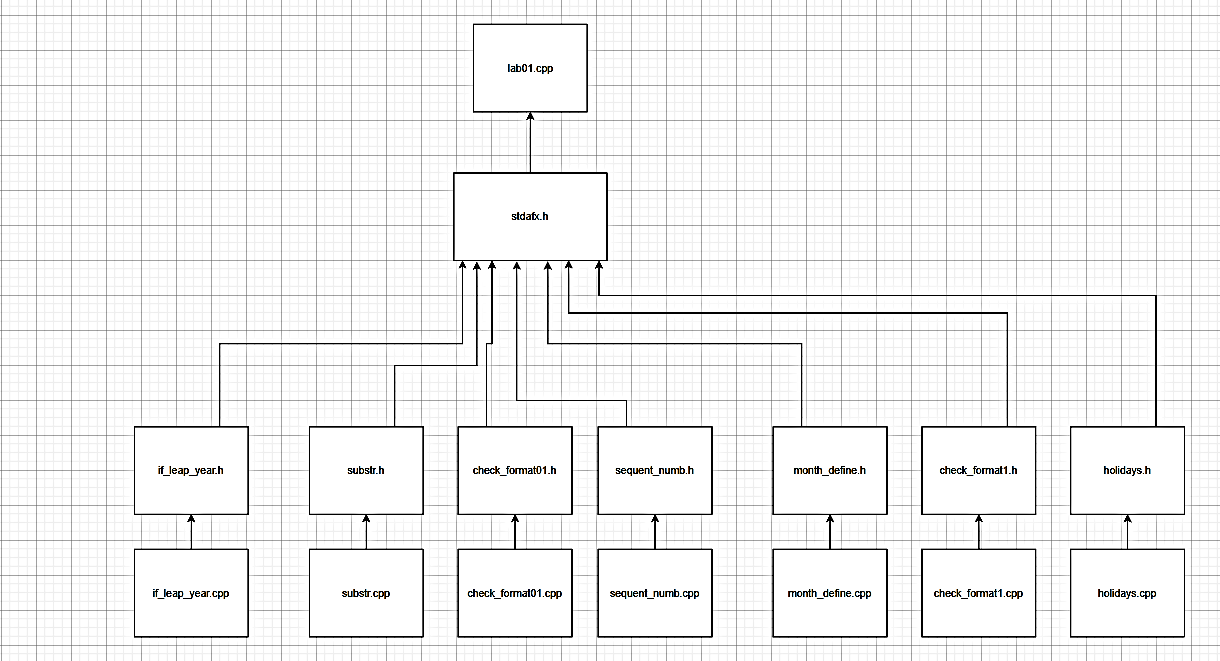 lab01.cpp
stdafx.h
if_leap_year.h
substr.h
check_format01.h
sequent_numb.h
month_define.h
check_format1.h
holidays.h
if_leap_year.cpp
substr.cpp
check_format01.cpp
sequent_numb.cpp
month_define.cpp
check_format1.cpp
holidays.cpp